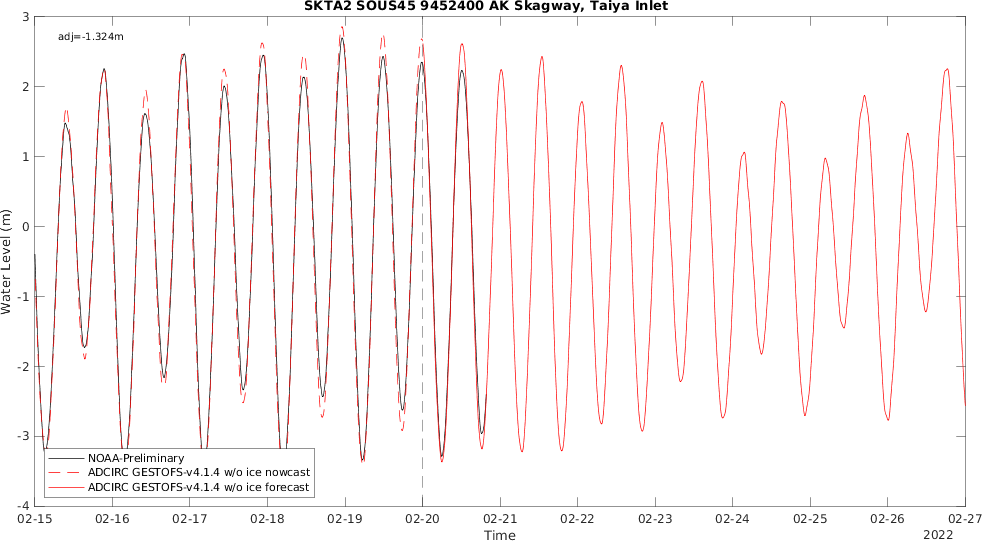 SKTA2 SOUS45 9452400 AK Skagway, Taiya Inlet
adj=-1.324m
3
2
1
0
-1
-2
-3
-4
Water Level (m)
NOAA-Preliminary
ADCIRC GESTOFS-v4.1.4 w/o ice nowcast
ADCIRC GESTOFS-v4.1.4 w/o ice forecast
02-15 02-16 02-17 02-18 02-19 02-20 02-21 02-22 02-23 02-24 02-25 02-26 02-27
Time
2022